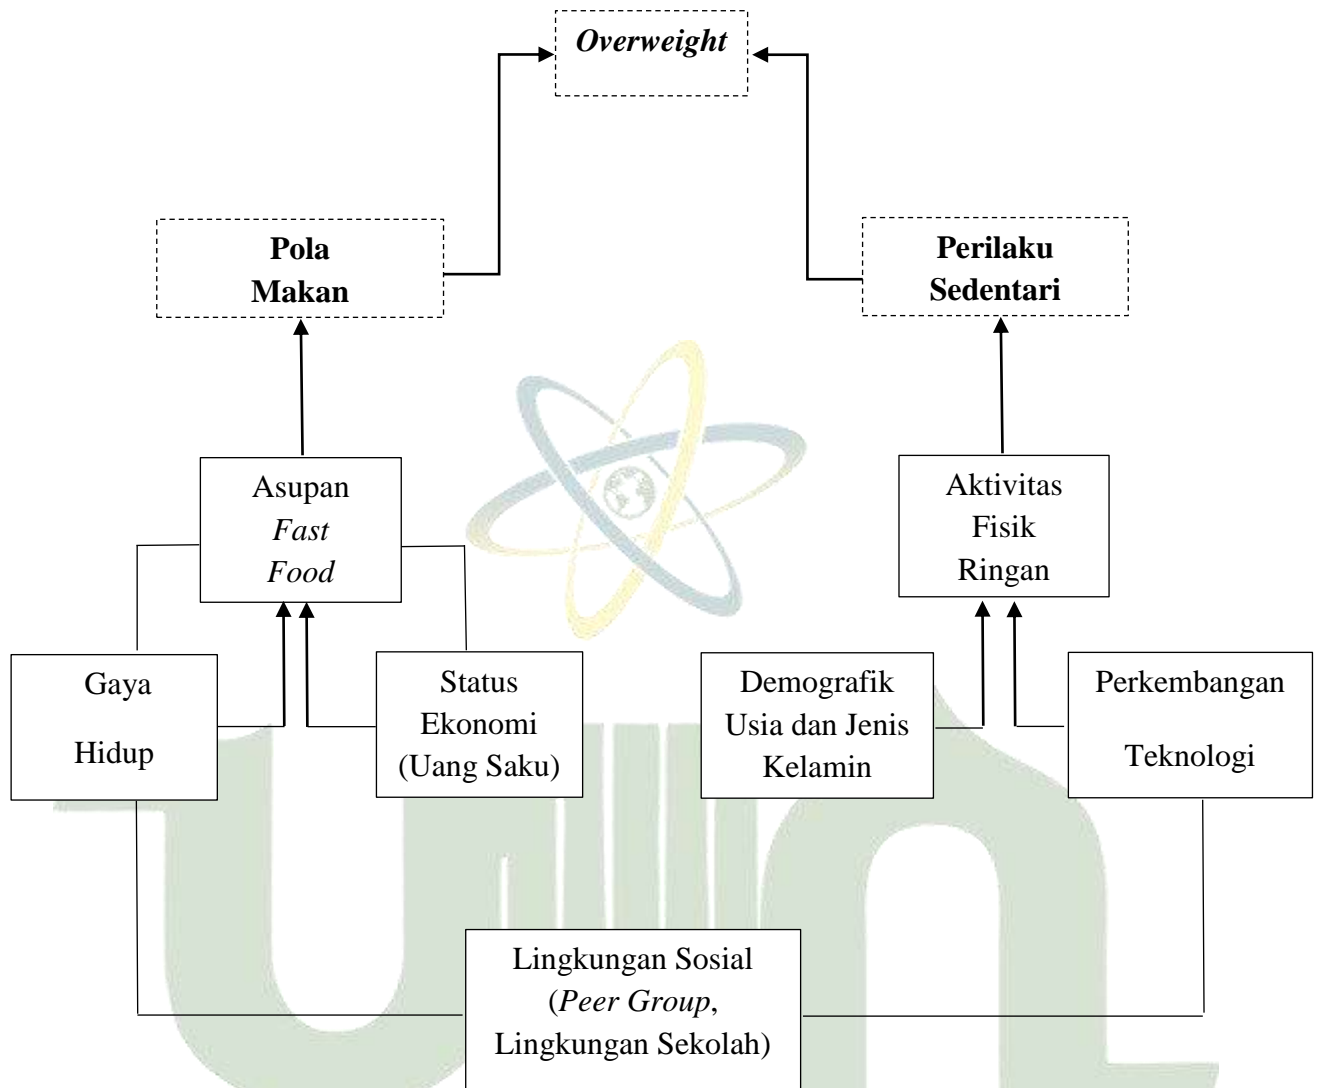 Overweight
Pola
Makan
Perilaku
Sedentari
Asupan
Fast
Food
Aktivitas
Fisik
Ringan
Gaya
Hidup
Status
Ekonomi
(Uang Saku)
Demografik
Usia dan Jenis
Kelamin
Perkembangan
Teknologi
Lingkungan Sosial
(Peer Group,
Lingkungan Sekolah)